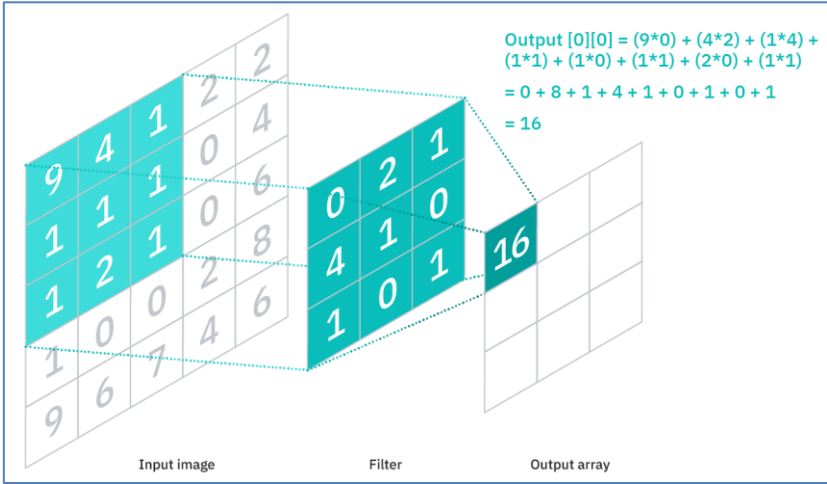 Output [0][0] = (9*0) + (4*2) + (1*4) +
(1*1) + (1*0) + (1*1) + (2*0) + (1*1)
= 0 + 8 + 1 + 4 + 1 + 0 + 1 + 0 + 1
= 16
9 4 1 2 2
1 1 1 0 4
1 2 1 0 6
1 0 0 2 8
9 6 7 4 6
0 2 1
4 1 0
1 0 1
16
Input image
Filter
Output array